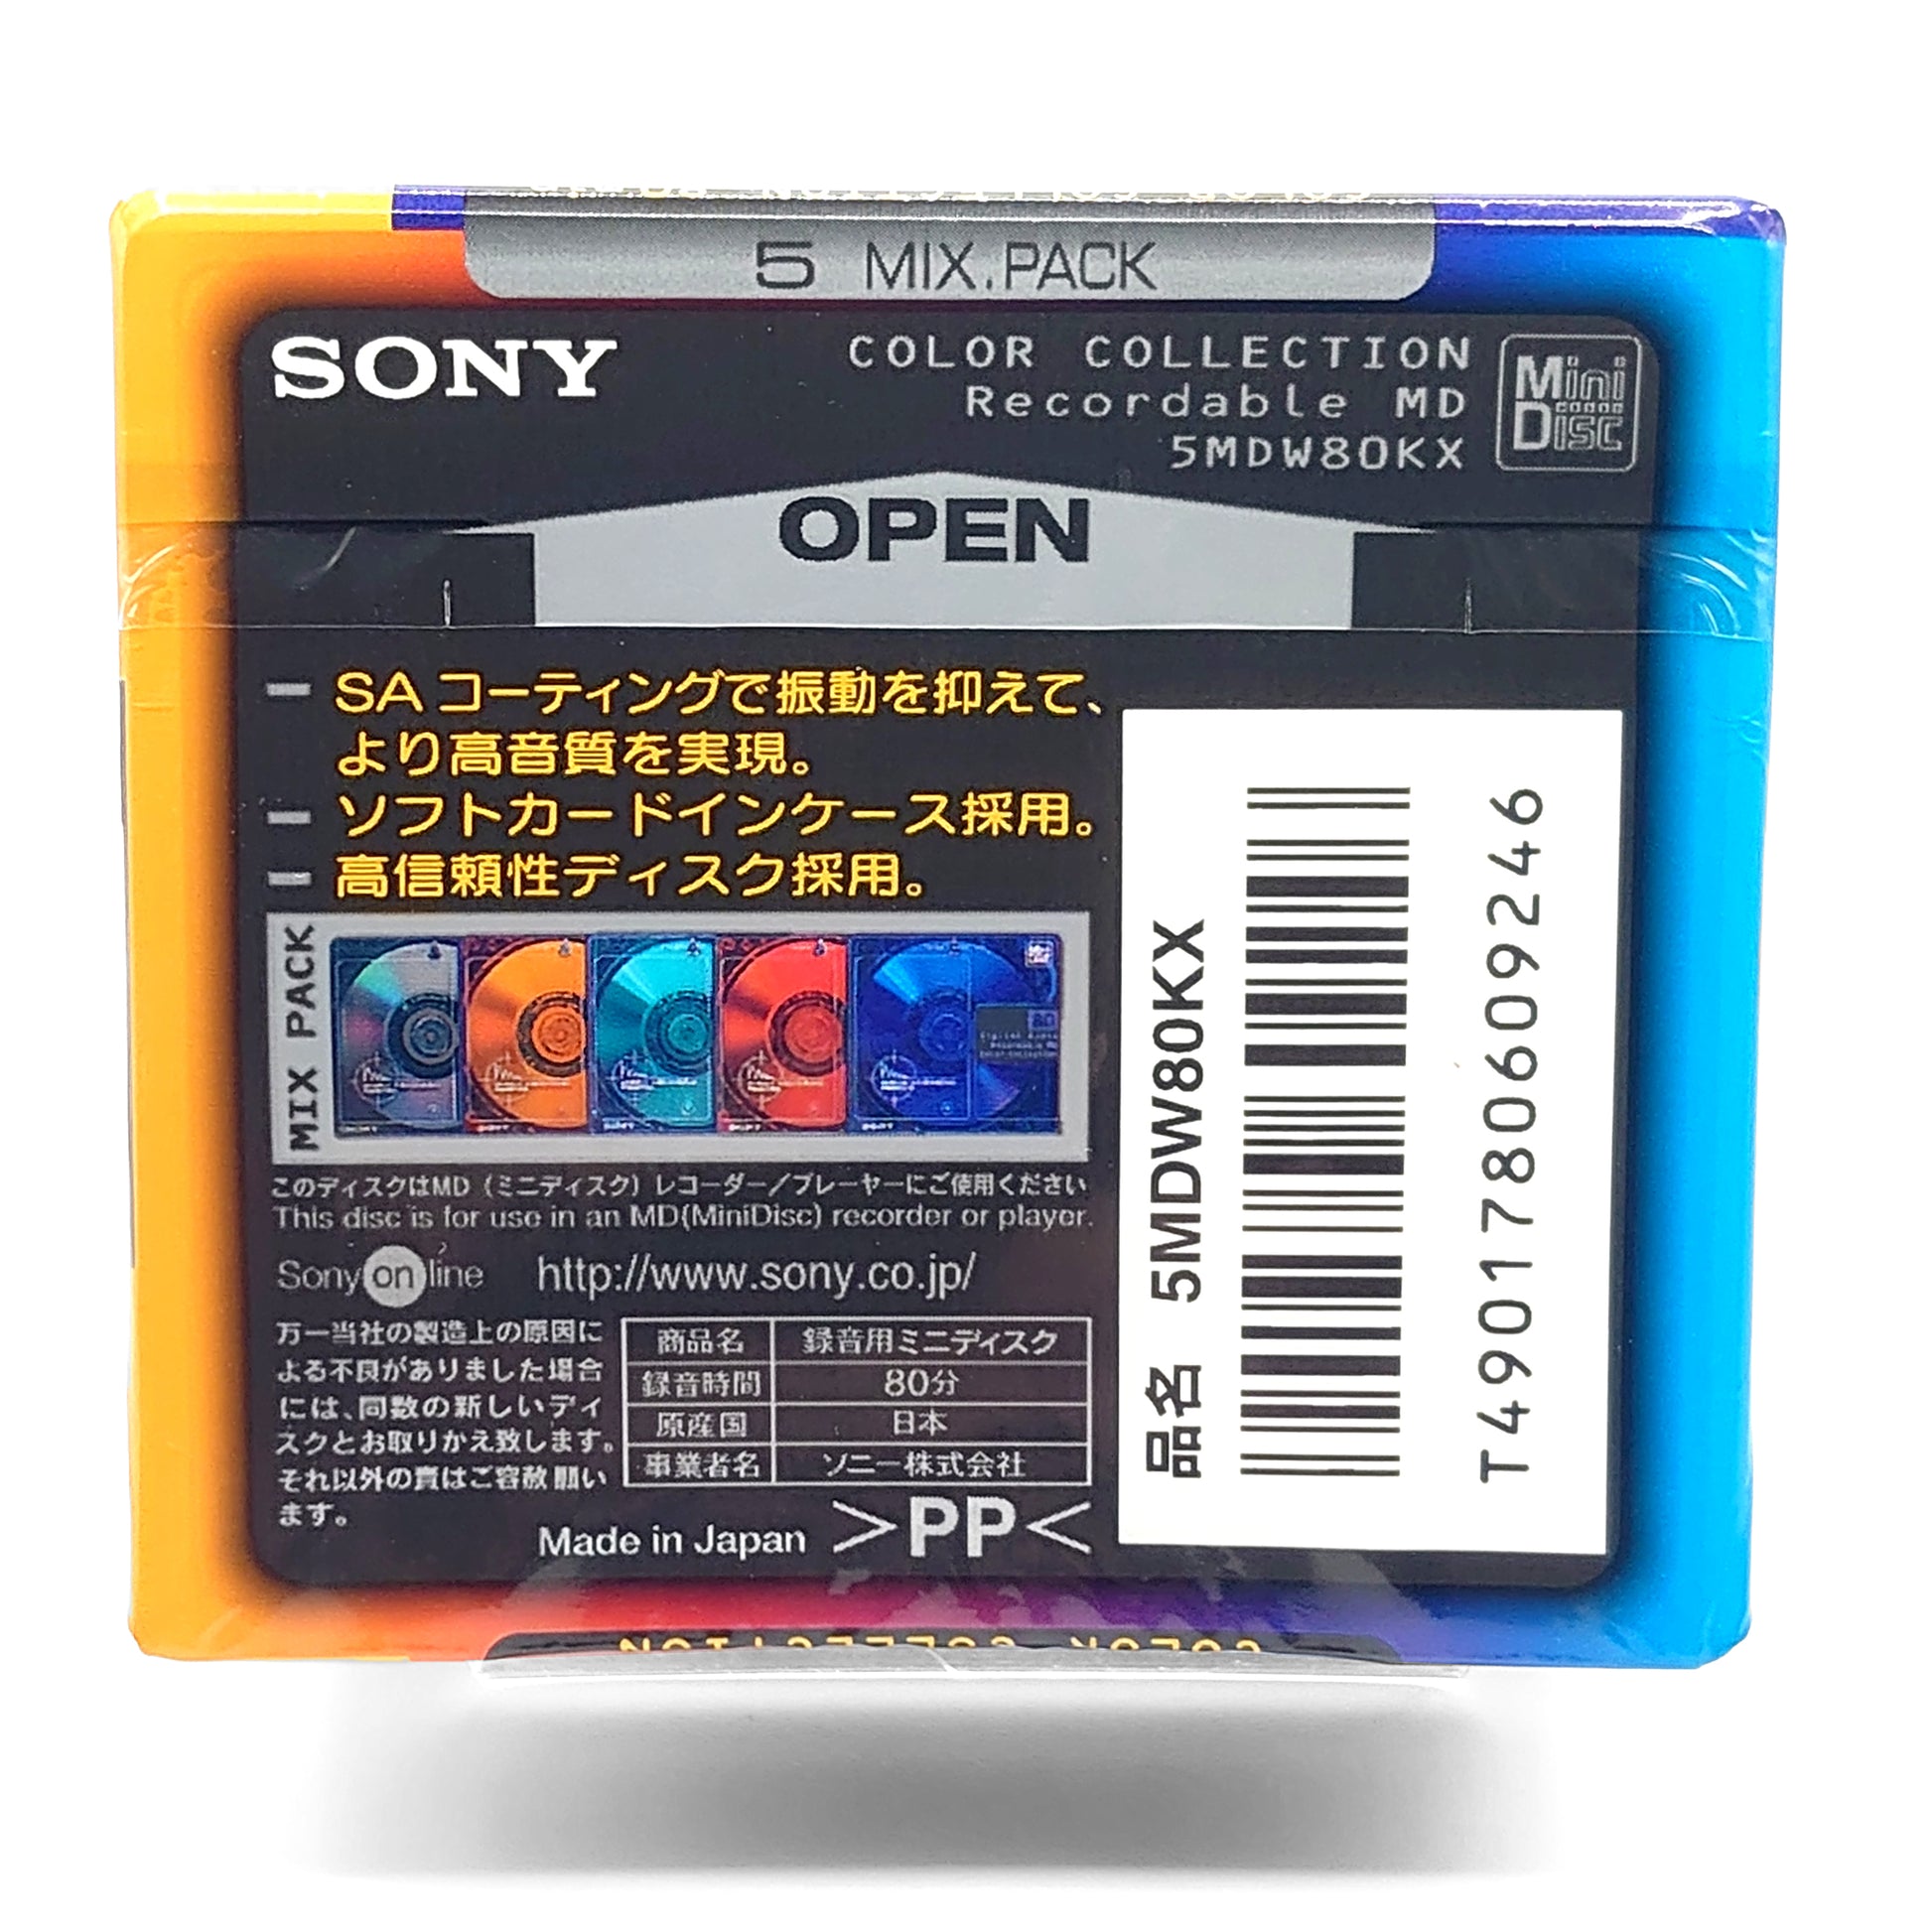 5 MIX.PACK
SONY
COLOR COLLECTION
Recordable MD
5MDW80KX
Mini
Disc
OPEN
SAコーティングで振動を抑えて、
より高音質を実現。
ソフトカードインケース採用。
高信頼性ディスク採用。
MIX PACK
80
SONY
このディスクはMD（ミニディスク）レコーダー／プレーヤーにご使用ください
This disc is for use in an MD(MiniDisc) recorder or player.
Sony online http://www.sony.co.jp/
万一当社の製造上の原因に
よる不良がありました場合
には、同数の新しいディ
スクとお取りかえ致します。
それ以外の責はご容赦願い
ます。
商品名 録音用ミニディスク
録音時間 80分
原産国 日本
事業者名 ソニー株式会社
Made in Japan >PP<
品名 5MDW80KX
T4901780609246
COLOR COLLECTION